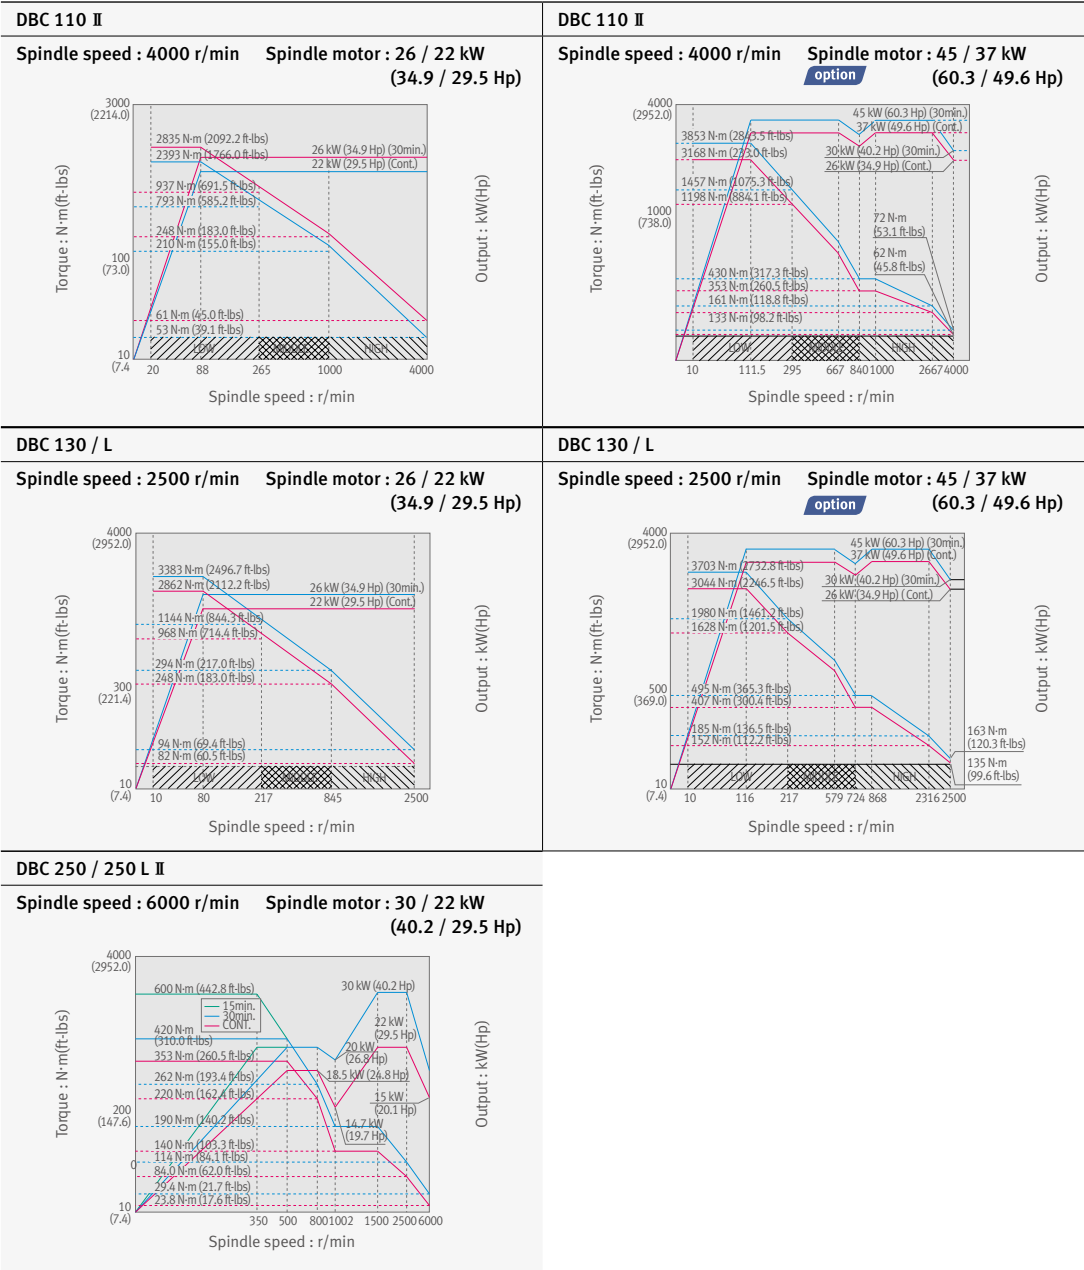 DBC 110 Ⅱ
Spindle speed : 4000 r/min Spindle motor : 26 / 22 kW
(34.9 / 29.5 Hp)
3000
(2214.0)
2835 N·m (2092.2 ft-lbs)
2393 N·m (1766.0 ft-lbs)
26 kW (34.9 Hp) (30min.)
22 kW (29.5 Hp) (Cont.)
937 N·m (691.5 ft-lbs)
793 N·m (585.2 ft-lbs)
248 N·m (183.0 ft-lbs)
210 N·m (155.0 ft-lbs)
100
(73.0)
61 N·m (45.0 ft-lbs)
53 N·m (39.1 ft-lbs)
10
(7.4
LOW HIGH
20 88 265 1000 4000
Torque : N·m(ft-lbs)
Output : kW(Hp)
Spindle speed : r/min
DBC 110 Ⅱ
Spindle speed : 4000 r/min Spindle motor : 45 / 37 kW
option (60.3 / 49.6 Hp)
4000
(2952.0)
45 kW (60.3 Hp) (30min.)
37 kW (49.6 Hp) (Cont.)
3853 N·m (2843.5 ft-lbs)
3168 N·m (233.0 ft-lbs)
30 kW (40.2 Hp) (30min.)
26 kW (34.9 Hp) (Cont.)
1457 N·m (1075.3 ft-lbs)
1198 N·m (884.1 ft-lbs)
1000
(738.0)
72 N·m
(53.1 ft-lbs)
62 N·m
(45.8 ft-lbs)
430 N·m (317.3 ft-lbs)
353 N·m (260.5 ft-lbs)
161 N·m (118.8 ft-lbs)
133 N·m (98.2 ft-lbs)
10
(7.4
LOW HIGH
10 111.5 295 667 840 1000 2667 4000
Torque : N·m(ft-lbs)
Output : kW(Hp)
Spindle speed : r/min
DBC 130 / L
Spindle speed : 2500 r/min Spindle motor : 26 / 22 kW
(34.9 / 29.5 Hp)
4000
(2952.0)
3383 N·m (2496.7 ft-lbs)
2862 N·m (2112.2 ft-lbs)
26 kW (34.9 Hp) (30min.)
22 kW (29.5 Hp) (Cont.)
1144 N·m (844.3 ft-lbs)
968 N·m (714.4 ft-lbs)
294 N·m (217.0 ft-lbs)
248 N·m (183.0 ft-lbs)
300
(221.4)
94 N·m (69.4 ft-lbs)
82 N·m (60.5 ft-lbs)
10
(7.4)
LOW HIGH
10 80 217 845 2500
Torque : N·m(ft-lbs)
Output : kW(Hp)
Spindle speed : r/min
DBC 130 / L
Spindle speed : 2500 r/min Spindle motor : 45 / 37 kW
option (60.3 / 49.6 Hp)
4000
(2952.0)
45 kW (60.3 Hp) (30min.)
37 kW (49.6 Hp) (Cont.)
3703 N·m (2732.8 ft-lbs)
3044 N·m (2246.5 ft-lbs)
30 kW (40.2 Hp) (30min.)
26 kW(34.9 Hp) ( Cont.)
1980 N·m (1461.2 ft-lbs)
1628 N·m (1201.5 ft-lbs)
500
(369.0)
495 N·m (365.3 ft-lbs)
407 N·m (300.4 ft-lbs)
185 N·m (136.5 ft-lbs)
152 N·m (112.2 ft-lbs)
163 N·m
(120.3 ft-lbs)
135 N·m
(99.6 ft-lbs)
10
(7.4)
LOW HIGH
10 116 217 579 724 868 2316 2500
Torque : N·m(ft-lbs)
Output : kW(Hp)
Spindle speed : r/min
DBC 250 / 250 L Ⅱ
Spindle speed : 6000 r/min Spindle motor : 30 / 22 kW
(40.2 / 29.5 Hp)
4000
(2952.0)
600 N·m (442.8 ft-lbs)
30 kW (40.2 Hp)
15min.
30min.
CONT.
420 N·m
(310.0 ft-lbs)
22 kW
(29.5 Hp)
353 N·m (260.5 ft-lbs)
20 kW
(26.8 Hp)
262 N·m (193.4 ft-lbs)
18.5 kW (24.8 Hp)
220 N·m (162.4 ft-lbs)
15 kW
(20.1 Hp)
200
(147.6)
190 N·m (140.2 ft-lbs)
14.7 kW
(19.7 Hp)
140 N·m (103.3 ft-lbs)
114 N·m (84.1 ft-lbs)
0
84.0 N·m (62.0 ft-lbs)
29.4 N·m (21.7 ft-lbs)
23.8 N·m (17.6 ft-lbs)
10
(7.4)
350 500 800 1002 1500 2500 6000
Torque : N·m(ft-lbs)
Output : kW(Hp)
Spindle speed : r/min